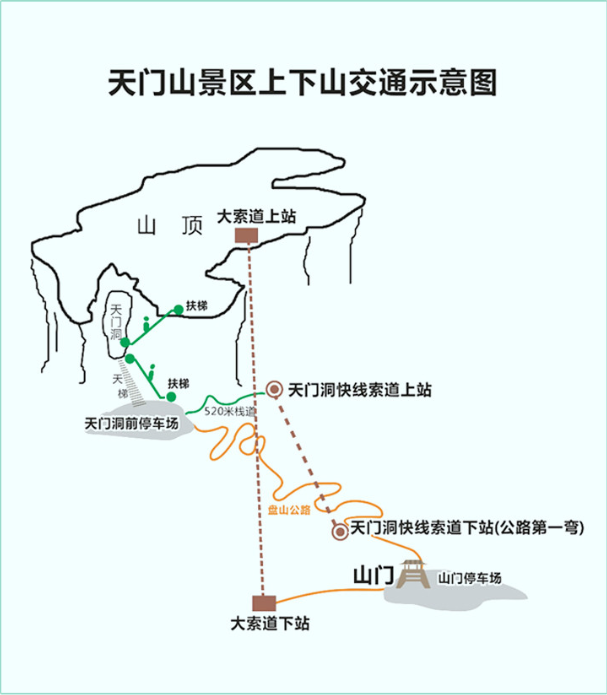 天门山景区上下山交通示意图
大索道上站
山 顶
扶梯
天门洞
扶梯
天梯
天门洞快线索道上站
520米栈道
天门洞前停车场
盘山公路
天门洞快线索道下站(公路第一弯)
山门
山门停车场
大索道下站